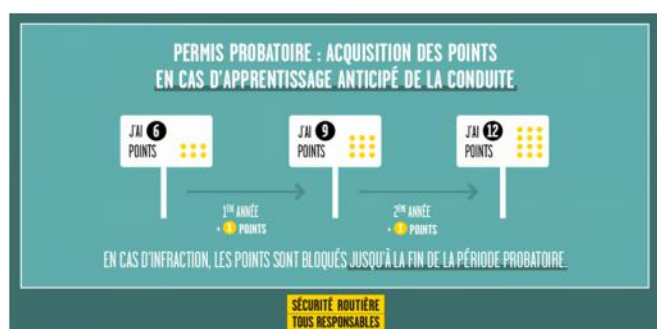 PERMIS PROBATOIRE : ACQUISITION DES POINTS
EN CAS D'APPRENTISSAGE ANTICIPÉ DE LA CONDUITE
J'AI 6
POINTS
J'AI 9
POINTS
J'AI 12
POINTS
1ÈRE ANNÉE
+ 3 POINTS
2ÈME ANNÉE
+ 3 POINTS
EN CAS D'INFRACTION, LES POINTS SONT BLOQUÉS JUSQU'À LA FIN DE LA PÉRIODE PROBATOIRE.
SÉCURITÉ ROUTIÈRE
TOUS RESPONSABLES